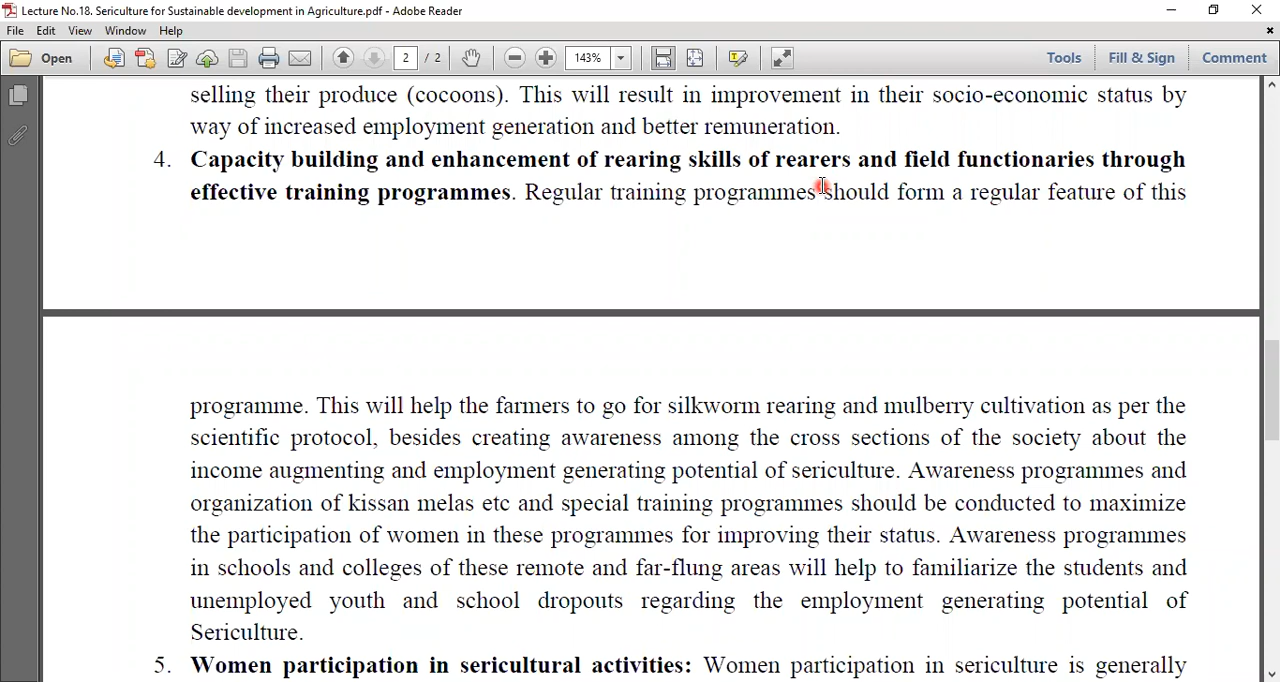 Lecture No.18. Sericulture for Sustainable development in Agriculture.pdf - Adobe Reader
File Edit View Window Help
Open 2 / 2 143% Tools Fill & Sign Comment
selling their produce (cocoons). This will result in improvement in their socio-economic status by
way of increased employment generation and better remuneration.
4. Capacity building and enhancement of rearing skills of rearers and field functionaries through
effective training programmes. Regular training programmes should form a regular feature of this
programme. This will help the farmers to go for silkworm rearing and mulberry cultivation as per the
scientific protocol, besides creating awareness among the cross sections of the society about the
income augmenting and employment generating potential of sericulture. Awareness programmes and
organization of kissan melas etc and special training programmes should be conducted to maximize
the participation of women in these programmes for improving their status. Awareness programmes
in schools and colleges of these remote and far-flung areas will help to familiarize the students and
unemployed youth and school dropouts regarding the employment generating potential of
Sericulture.
5. Women participation in sericultural activities: Women participation in sericulture is generally